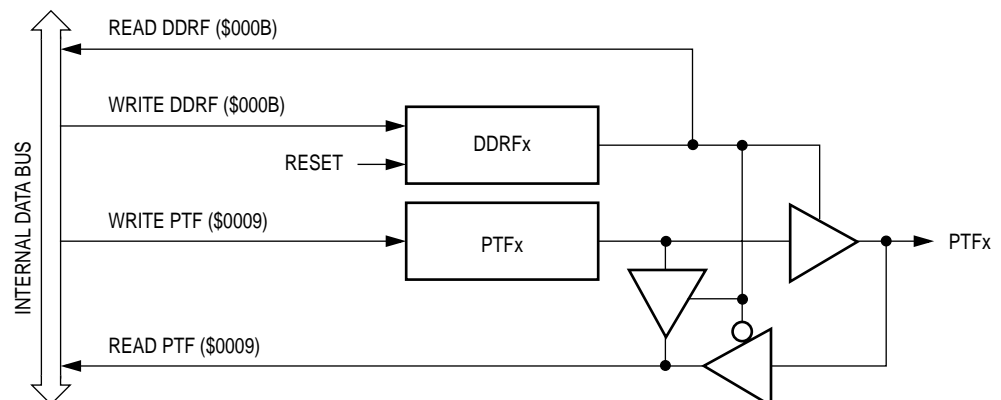 READ DDRF ($000B)
WRITE DDRF ($000B)
DDRFx
RESET
INTERNAL DATA BUS
WRITE PTF ($0009)
PTFx
PTFx
READ PTF ($0009)